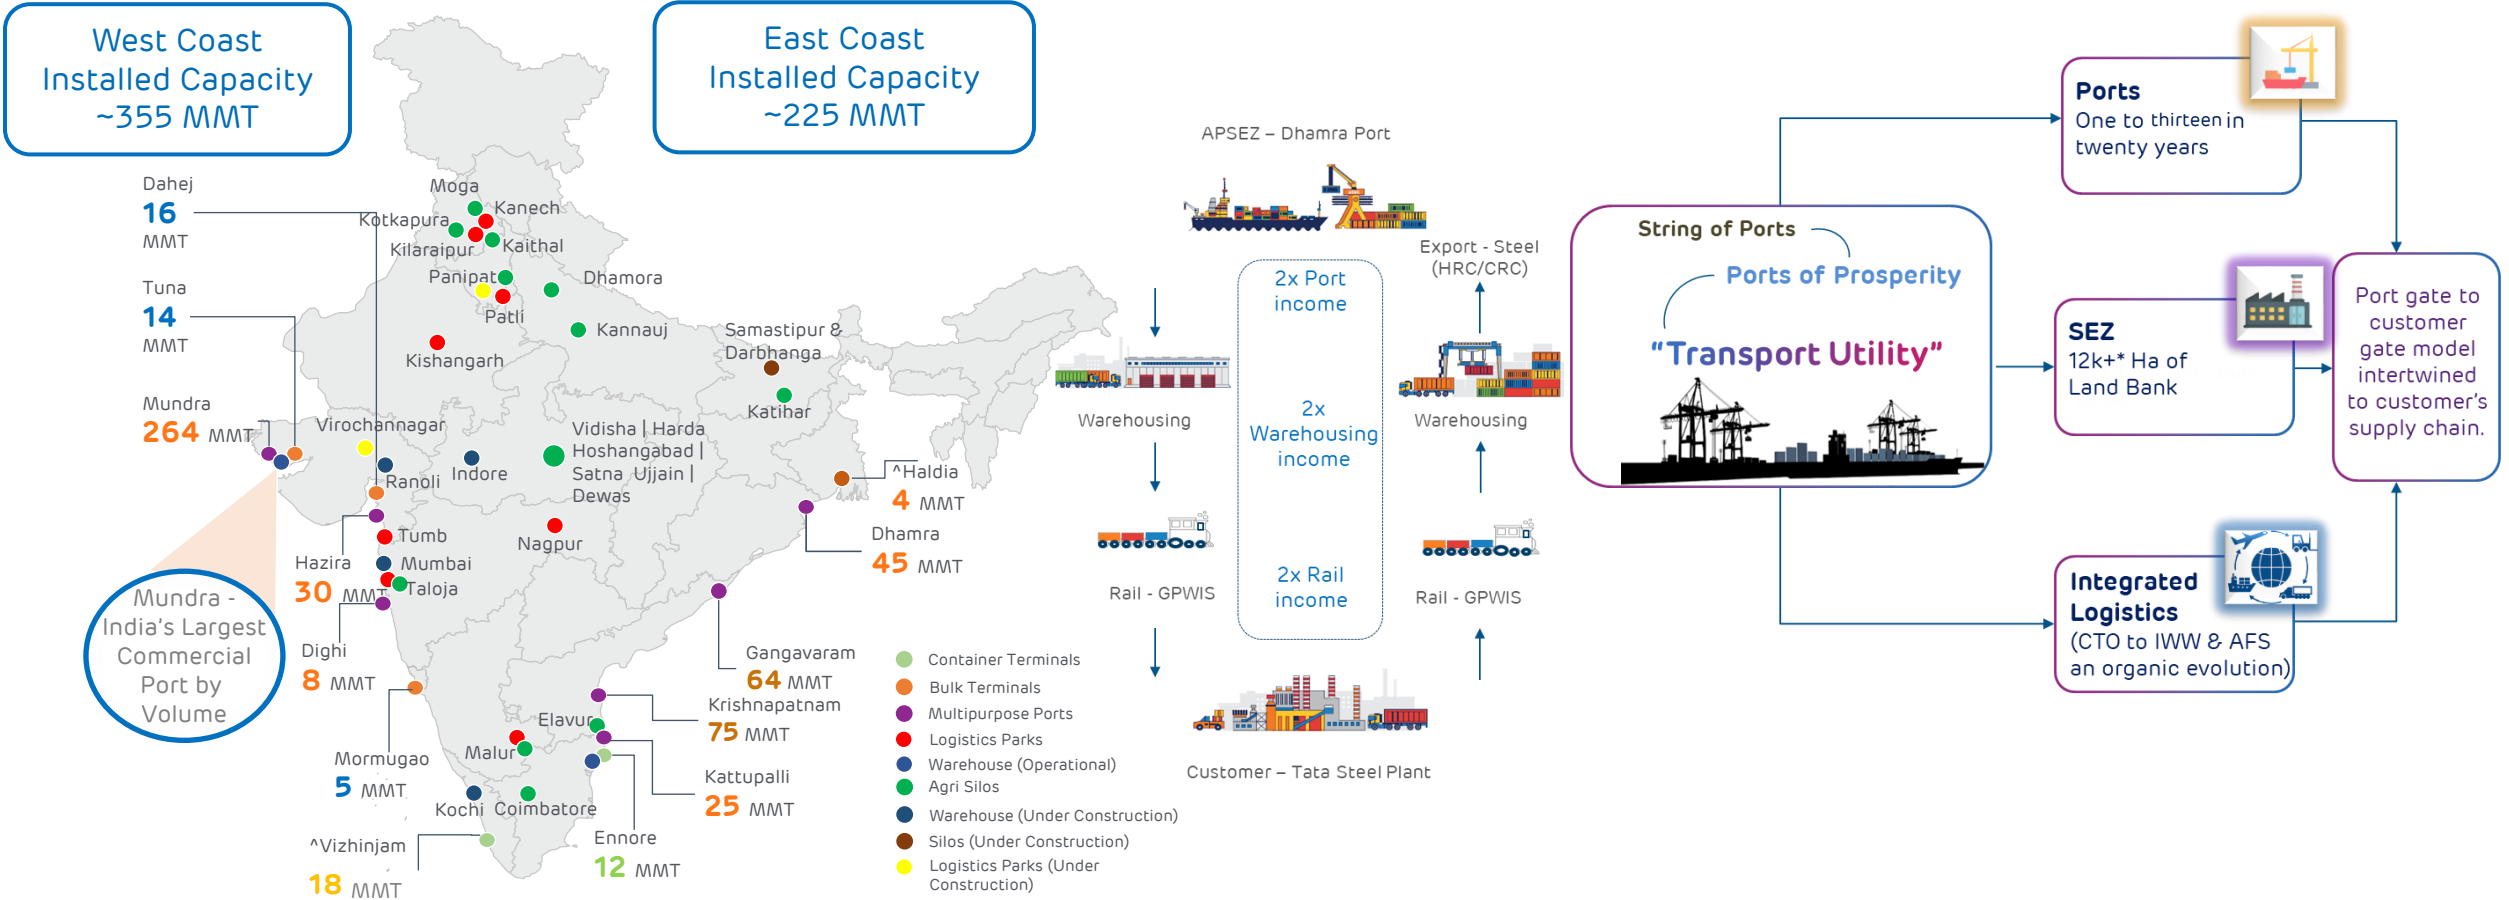 West Coast
Installed Capacity
~355 MMT
East Coast
Installed Capacity
~225 MMT
Dahej
16
MMT
Tuna
14
MMT
Mundra
264 MMT
Moga
Kanech
Kotkapura
Kilaraipur
Kaithal
Panipat
Patli
Dhamora
Kannauj
Kishangarh
Samastipur &
Darbhanga
Katihar
Virochannagar
Ranoli
Indore
Vidisha | Harda
Hoshangabad |
Satna Ujjain |
Dewas
Nagpur
^Haldia
4 MMT
Dhamra
45 MMT
Tumb
Mumbai
Taloja
Hazira
30 MMT
Mundra -
India's Largest
Commercial
Port by
Volume
Dighi
8 MMT
Mormugao
5 MMT
Gangavaram
64 MMT
Krishnapatnam
75 MMT
Elavur
Malur
Kattupalli
25 MMT
Kochi
Coimbatore
Ennore
12 MMT
^Vizhinjam
18 MMT
Container Terminals
Bulk Terminals
Multipurpose Ports
Logistics Parks
Warehouse (Operational)
Agri Silos
Warehouse (Under Construction)
Silos (Under Construction)
Logistics Parks (Under
Construction)
APSEZ – Dhamra Port
Export - Steel
(HRC/CRC)
2x Port
income
Warehousing
2x
Warehousing
income
Warehousing
Rail - GPWIS
2x Rail
income
Rail - GPWIS
Customer – Tata Steel Plant
String of Ports
Ports of Prosperity
“Transport Utility”
Ports
One to thirteen in
twenty years
SEZ
12k+* Ha of
Land Bank
Integrated
Logistics
(CTO to IWW & AFS
an organic evolution)
Port gate to
customer
gate model
intertwined
to customer's
supply chain.